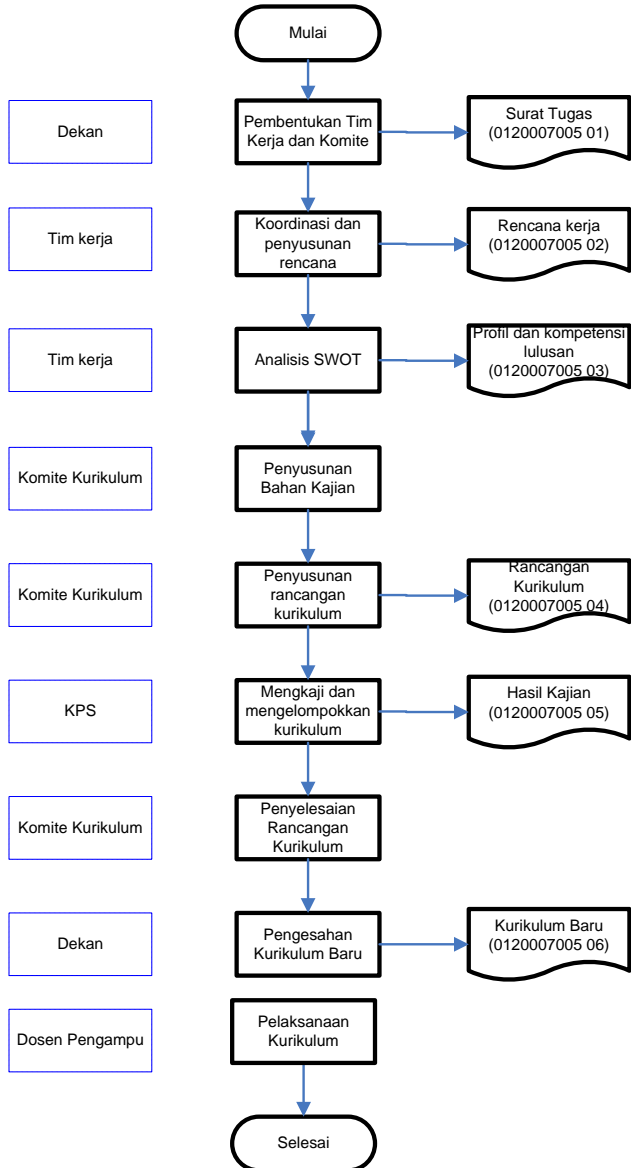 Mulai
Dekan
Pembentukan Tim
Kerja dan Komite
Surat Tugas
(0120007005 01)
Tim kerja
Koordinasi dan
penyusunan
rencana
Rencana kerja
(0120007005 02)
Tim kerja
Analisis SWOT
Profil dan kompetensi
lulusan
(0120007005 03)
Komite Kurikulum
Penyusunan
Bahan Kajian
Komite Kurikulum
Penyusunan
rancangan
kurikulum
Rancangan
Kurikulum
(0120007005 04)
KPS
Mengkaji dan
mengelompokkan
kurikulum
Hasil Kajian
(0120007005 05)
Komite Kurikulum
Penyelesaian
Rancangan
Kurikulum
Dekan
Pengesahan
Kurikulum Baru
Kurikulum Baru
(0120007005 06)
Dosen Pengampu
Pelaksanaan
Kurikulum
Selesai